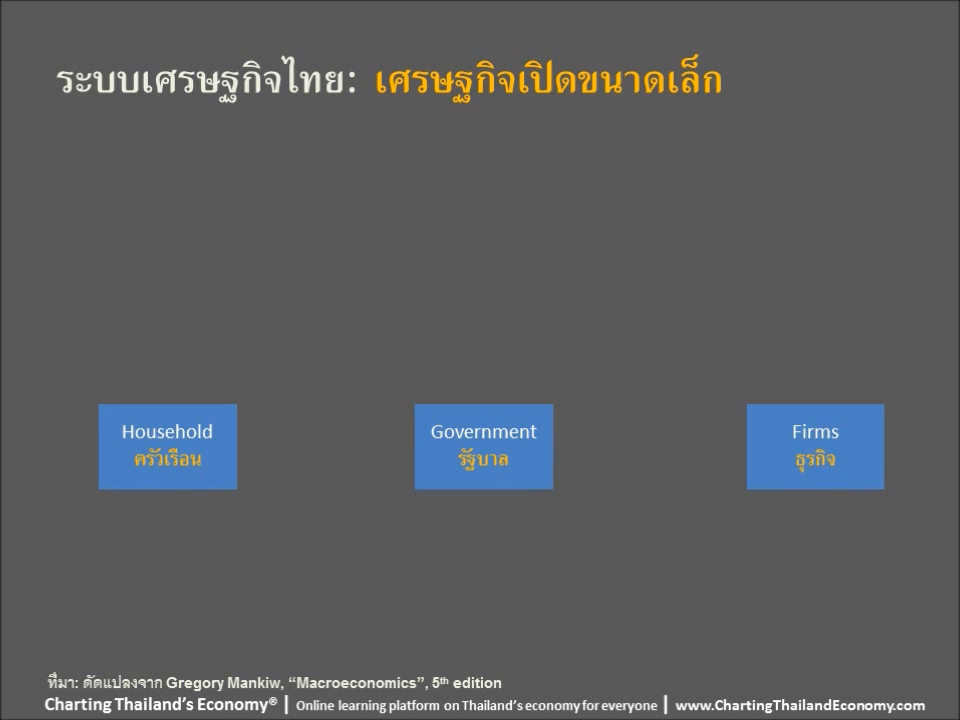 ระบบเศรษฐกิจไทย: เศรษฐกิจเปิดขนาดเล็ก
Household
ครัวเรือน
Government
รัฐบาล
Firms
ธุรกิจ
ที่มา: ดัดแปลงจาก Gregory Mankiw, “Macroeconomics”, 5th edition
Charting Thailand’s Economy® | Online learning platform on Thailand’s economy for everyone | www.ChartingThailandEconomy.com